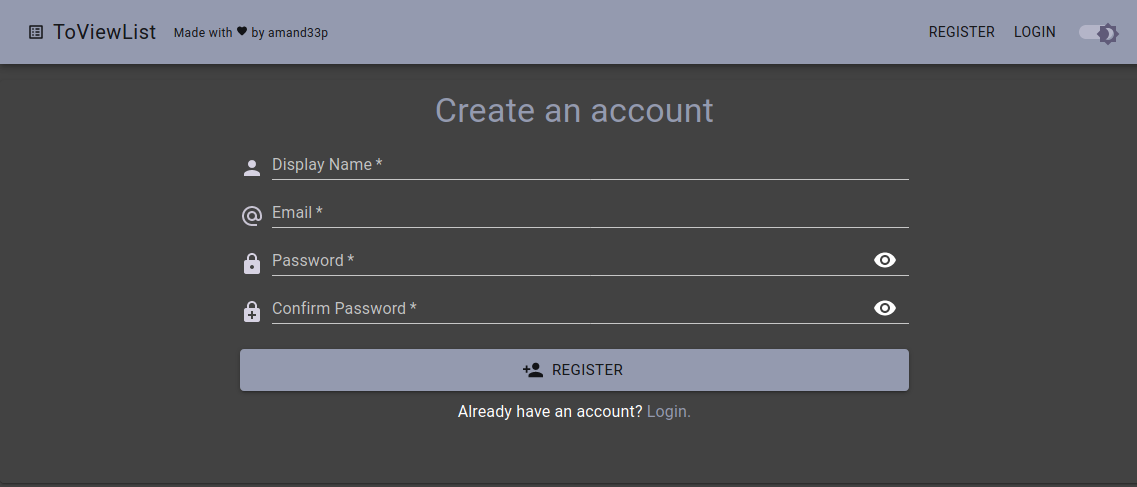 ToViewList Made with ♥ by amand33p REGISTER LOGIN
Create an account
Display Name *
Email *
Password *
Confirm Password *
REGISTER
Already have an account? Login.